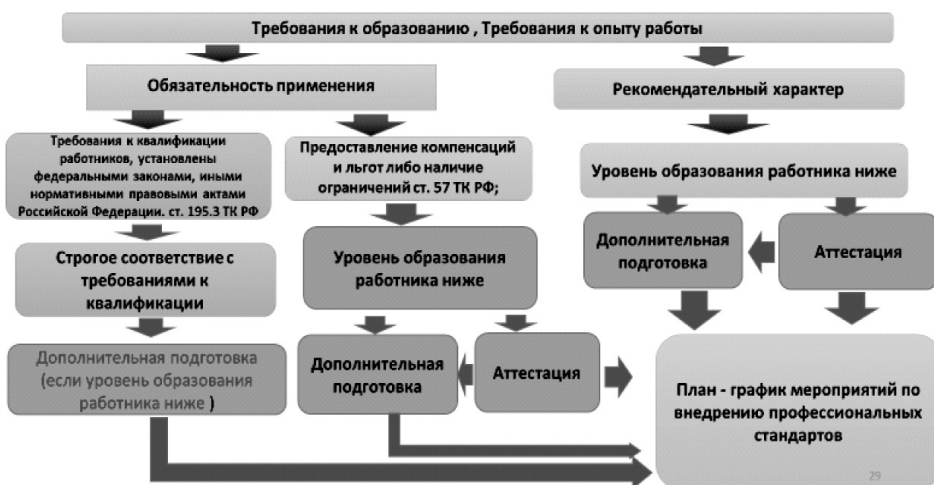 Требования к образованию , Требования к опыту работы
Обязательность применения
Рекомендательный характер
Требования к квалификации
работников, установлены
федеральными законами, иными
нормативными правовыми актами
Российской Федерации. ст. 195.3 ТК РФ
Предоставление компенсаций
и льгот либо наличие
ограничений ст. 57 ТК РФ;
Уровень образования работника ниже
Строгое соответствие с
требованиями к
квалификации
Уровень образования
работника ниже
Дополнительная
подготовка
Аттестация
Дополнительная подготовка
(если уровень образования
работника ниже )
Дополнительная
подготовка
Аттестация
План - график мероприятий по
внедрению профессиональных
стандартов
29